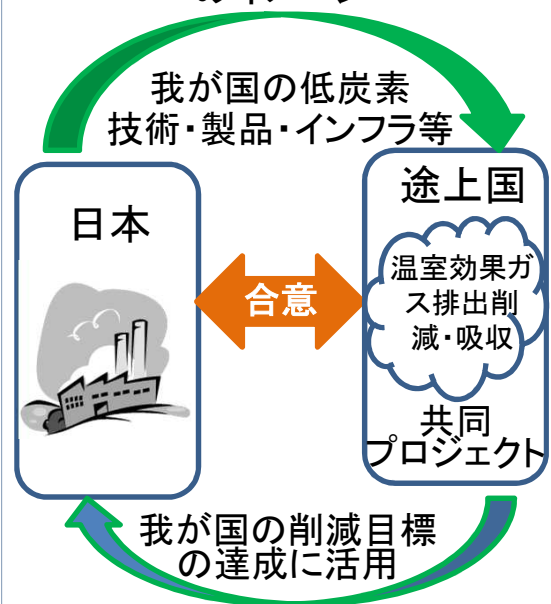 我が国の低炭素
技術・製品・インフラ等
日本
合意
途上国
温室効果ガ
ス排出削
減・吸収
共同
プロジェクト
我が国の削減目標
の達成に活用